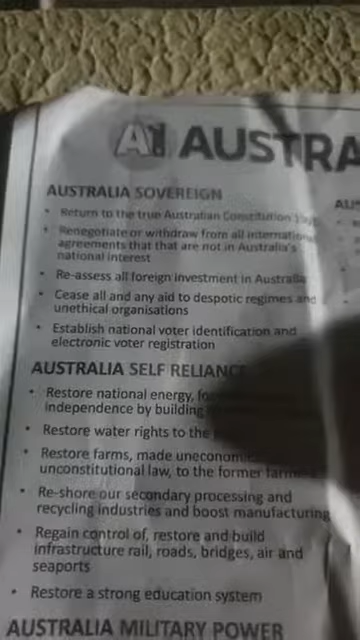 A1 AUSTRA
AUSTRALIA SOVEREIGN
• Return to the true Australian Constitution
• Renegotiate or withdraw from all internation
agreements that that are not in Australia's
national interest
• Re-assess all foreign investment in Australia
• Cease all and any aid to despotic regimes and
unethical organisations
• Establish national voter identification and
electronic voter registration
AUSTRALIA SELF RELIANC
• Restore national energy,
independence by building
• Restore water rights to the
• Restore farms, made unecono
unconstitutional law, to the former farm
• Re-shore our secondary processing and
recycling industries and boost manufacturing
• Regain control of, restore and build
infrastructure rail, roads, bridges, air and
seaports
• Restore a strong education system
AUSTRALIA MILITARY POWER